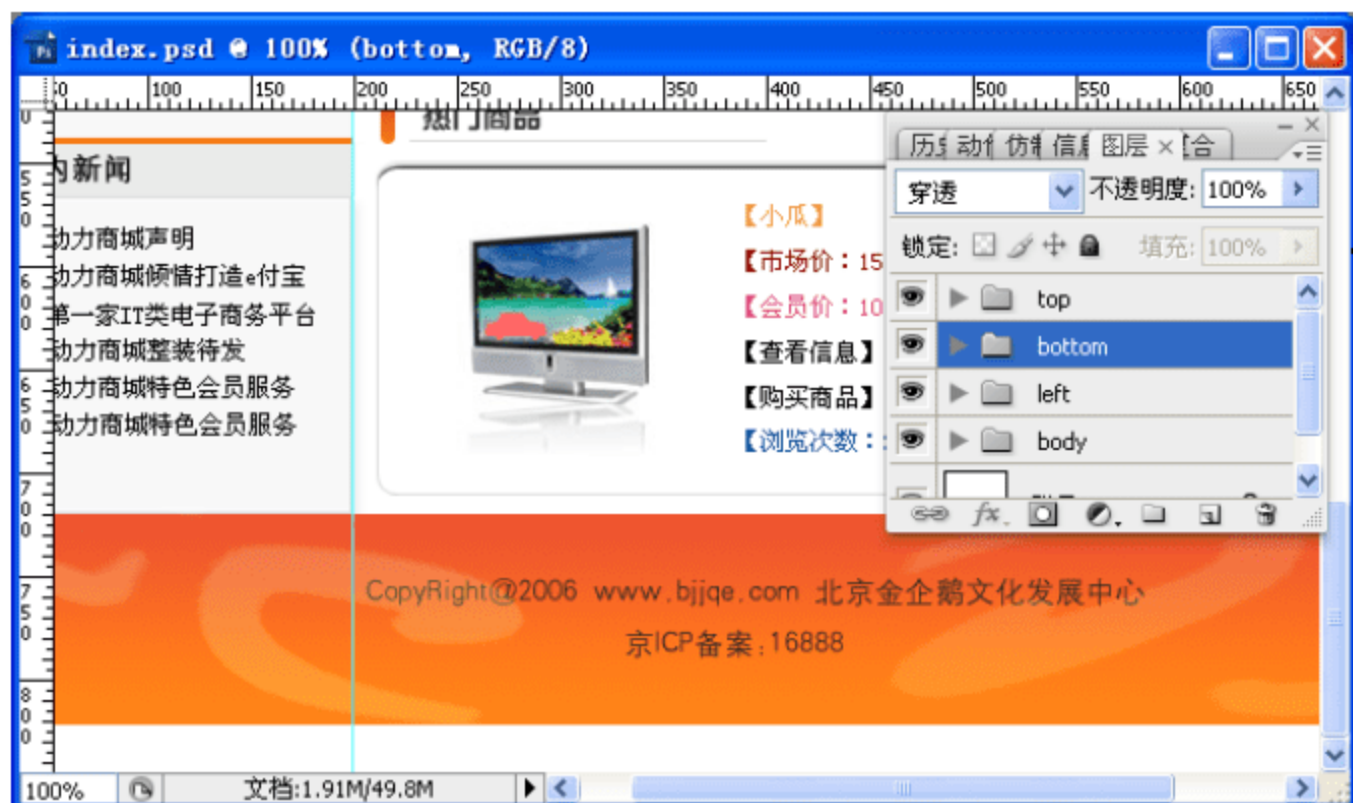 index.psd @ 100% (bottom, RGB/8)
100 150 200 250 300 350 400 450 500 550 600 650
热门商品
内新闻
动力商城声明
动力商城倾情打造e付宝
第一家IT类电子商务平台
动力商城整装待发
动力商城特色会员服务
动力商城特色会员服务
【小瓜】
【市场价：15
【会员价：10
【查看信息】
【购买商品】
【浏览次数：
图层
穿透
不透明度: 100%
锁定:
填充: 100%
top
bottom
left
body
550
600
650
700
750
800
CopyRight@2006 www.bjjqe.com 北京金企鹅文化发展中心
京ICP备案:16888
100%
文档:1.91M/49.8M